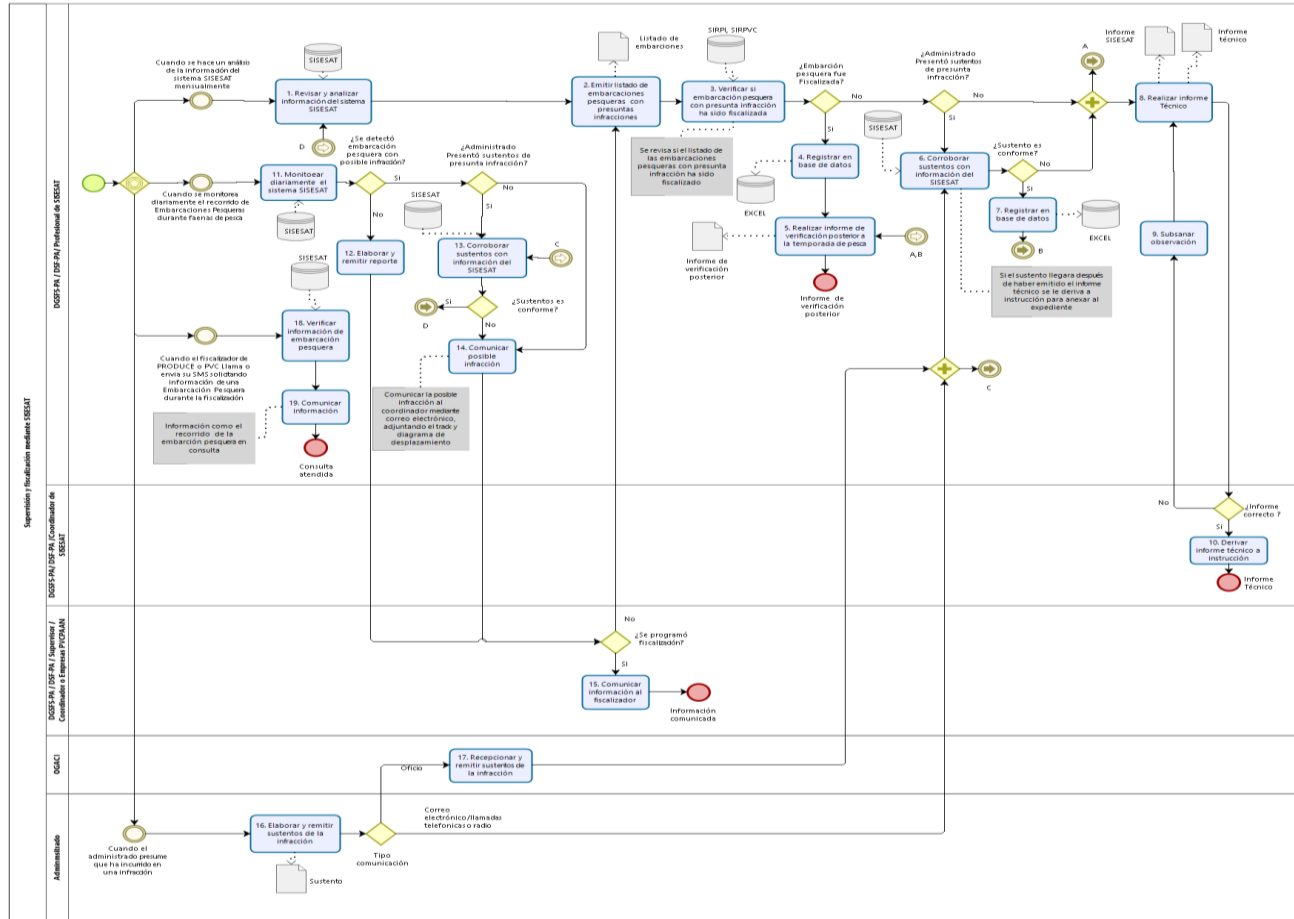 Supervisión y fiscalización mediante SISESAT
DGSFS-PA / DSF-PA/ Profesional de SISESAT
Cuando se hace un análisis
de la información del
sistema SISESAT
mensualmente
SISESAT
1. Revisar y analizar
información del sistema
SISESAT
D
¿Se detectó
embarcación
pesquera con
posible infracción?
Cuando se monitorea
diariamente el recorrido de
Embarciones Pesqueras
durante faenas de pesca
11. Monitoear
diariamente el
sistema SISESAT
SISESAT
Si
No
12. Elaborar y
remitir reporte
¿Administrado
Presentó sustentos de
presunta infracción?
No
Si
SISESAT
13. Corroborar
sustentos con
información del
SISESAT
C
¿Sustentos es
conforme?
Si
D
No
14. Comunicar
posible
infracción
Comunicar la posible
infracción al
coordinador mediante
correo electrónico,
adjuntando el track y
diagrama de
desplazamiento
SISESAT
18. Verificar
información de
embarcación
pesquera
Cuando el fiscalizador de
PRODUCE o PVC Llama o
envia su SMS solicitando
información de una
Embarcación Pesquera
durante la fiscalización
19. Comunicar
información
Información como el
recorrido de la
embarción pesquera en
consulta
Consulta
atendida
Listado de
embarciones
2. Emitir listado de
embarcaciones
pesqueras con
presuntas
infracciones
SIRPI, SIRPVC
3. Verificar si
embarcación pesquera
con presunta infracción
ha sido fiscalizada
Se revisa si el listado de
las embarcaciones
pesqueras con presunta
infracción ha sido
fiscalizado
¿Embarción
pesquera fue
Fiscalizada?
No
Si
4. Registrar en
base de datos
EXCEL
5. Realizar informe de
verificación posterior a
la temporada de pesca
A,B
Informe de
verificación
posterior
Informe de
verificación
posterior
¿Administrado
Presentó sustentos
de presunta
infracción?
No
Si
SISESAT
6. Corroborar
sustentos con
información del
SISESAT
¿Sustento es
conforme?
No
Si
7. Registrar en
base de datos
EXCEL
B
Si el sustento llegara después
de haber emitido el informe
técnico se le deriva a
instrucción para anexar al
expediente
A
Informe
SISESAT
Informe
técnico
8. Realizar informe
Técnico
9. Subsanar
observación
C
DGSFS-PA/ DSF-PA /Coordinador de
SISESAT
No
¿Informe
correcto ?
Si
10. Derivar
informe técnico a
instrucción
Informe
Técnico
DGSFS-PA / DSF-PA / Supervisor /
Coordinador o Empresas PVCPAAN
No
¿Se programó
fiscalización?
Si
15. Comunicar
información al
fiscalizador
Información
comunicada
OGACI
Oficio
17. Recepcionar y
remitir sustentos de
la infracción
Adminmsitrado
Cuando el
administrado presume
que ha incurrido en
una infracción
16. Elaborar y remitir
sustentos de la
infracción
Sustento
Tipo
comunicación
Correo
electrónico/llamadas
telefonicas o radio